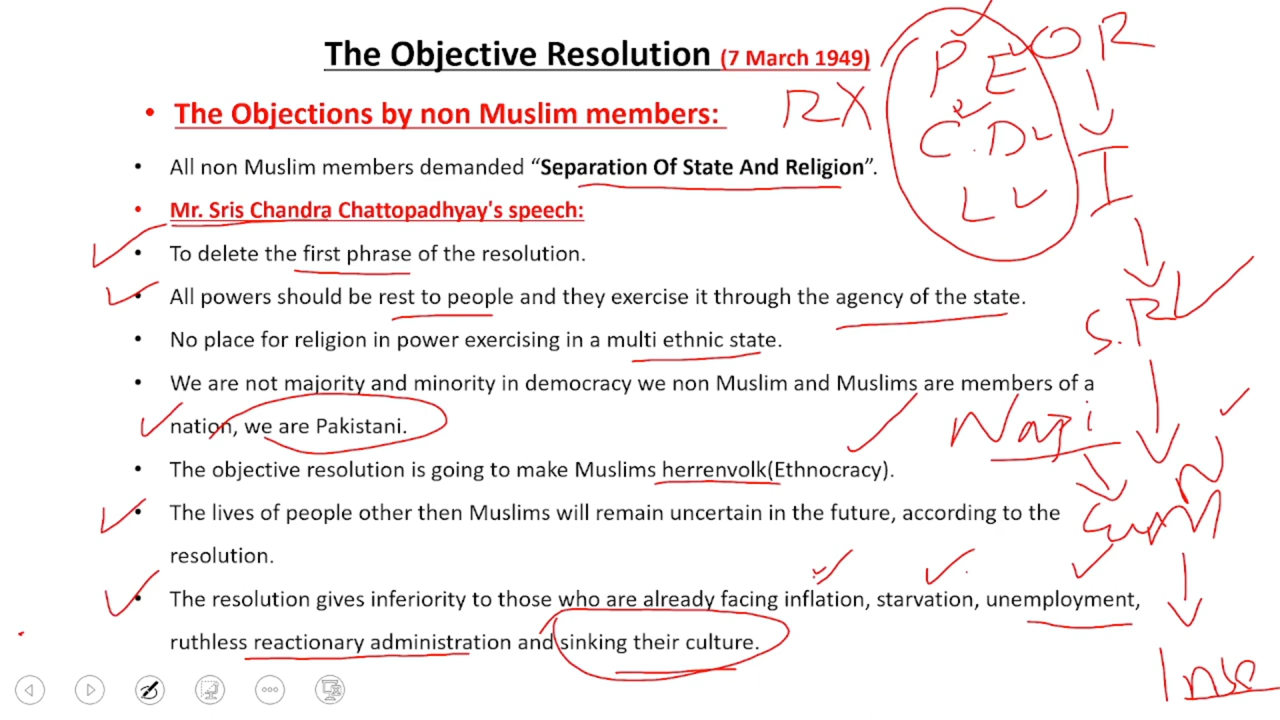 The Objective Resolution (7 March 1949)
P E O R
• The Objections by non Muslim members:
R X
C . D
I
L L
• All non Muslim members demanded “Separation Of State And Religion”.
• Mr. Sris Chandra Chattopadhyay's speech:
• To delete the first phrase of the resolution.
• All powers should be rest to people and they exercise it through the agency of the state.
S.R
• No place for religion in power exercising in a multi ethnic state.
• We are not majority and minority in democracy we non Muslim and Muslims are members of a
nation, we are Pakistani.
Nazi
• The objective resolution is going to make Muslims herrenvolk(Ethnocracy).
N
• The lives of people other then Muslims will remain uncertain in the future, according to the
resolution.
• The resolution gives inferiority to those who are already facing inflation, starvation, unemployment,
ruthless reactionary administration and sinking their culture.